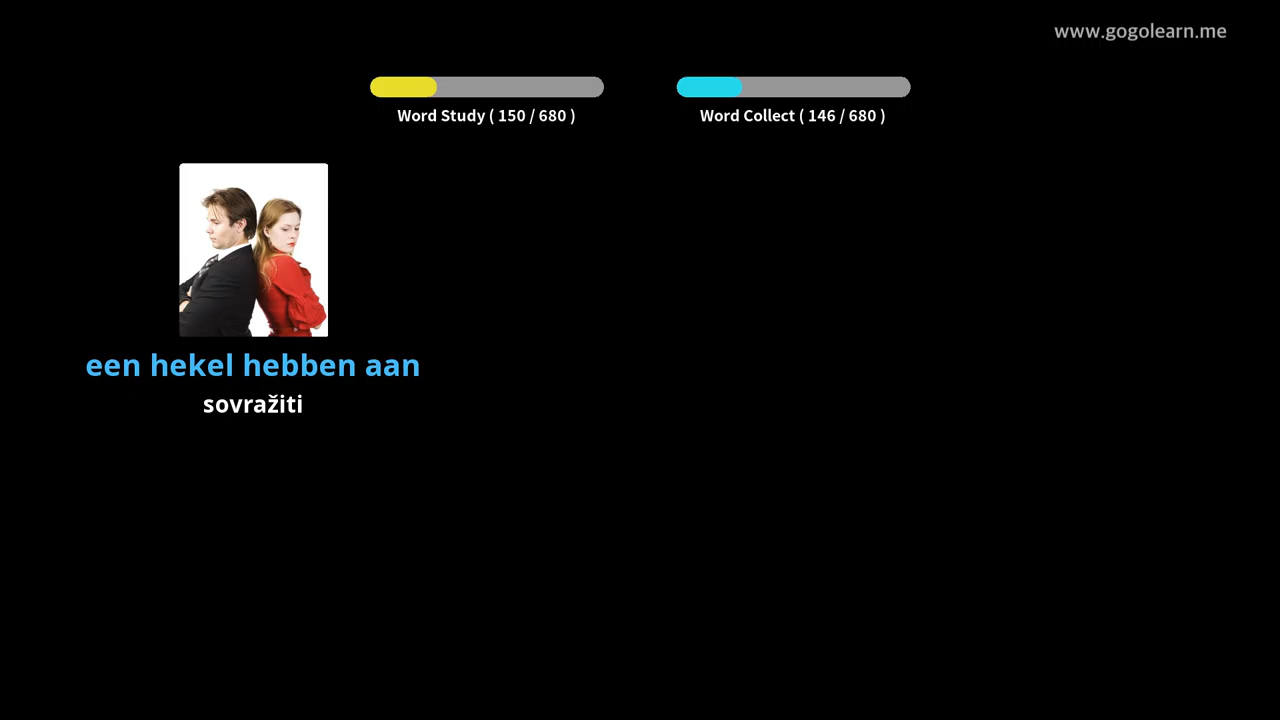 www.gogolearn.me
Word Study ( 150 / 680 )
Word Collect ( 146 / 680 )
een hekel hebben aan
sovražiti